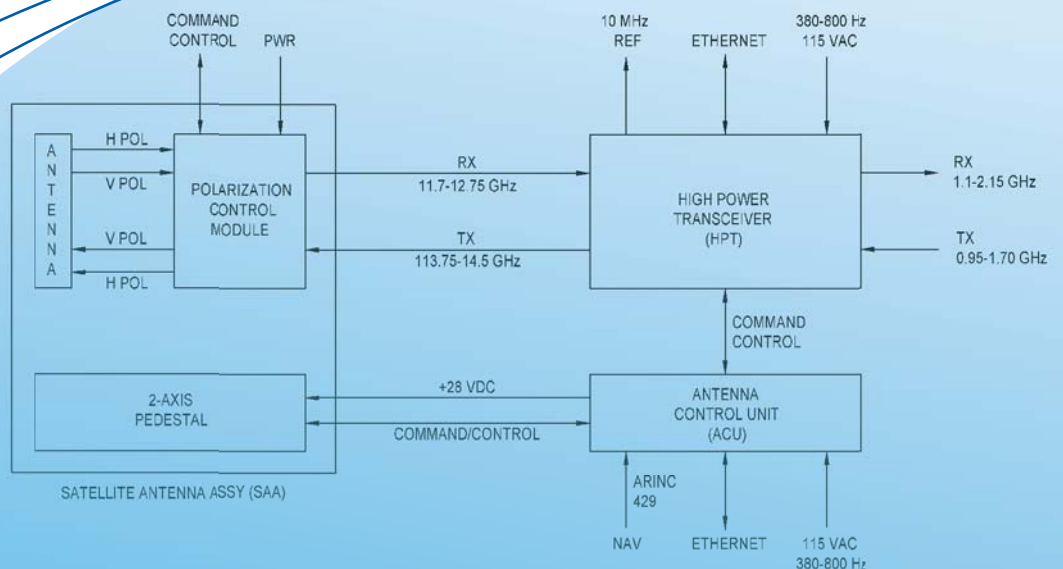 COMMAND
CONTROL
PWR
10 MHz
REF
ETHERNET
380-800 Hz
115 VAC
ANTENNA
H POL
V POL
V POL
H POL
POLARIZATION
CONTROL
MODULE
RX
11.7-12.75 GHz
TX
113.75-14.5 GHz
HIGH POWER
TRANSCEIVER
(HPT)
RX
1.1-2.15 GHz
TX
0.95-1.70 GHz
COMMAND
CONTROL
2-AXIS
PEDESTAL
+28 VDC
COMMAND/CONTROL
ANTENNA
CONTROL UNIT
(ACU)
SATELLITE ANTENNA ASSY (SAA)
ARINC
429
NAV
ETHERNET
115 VAC
380-800 Hz